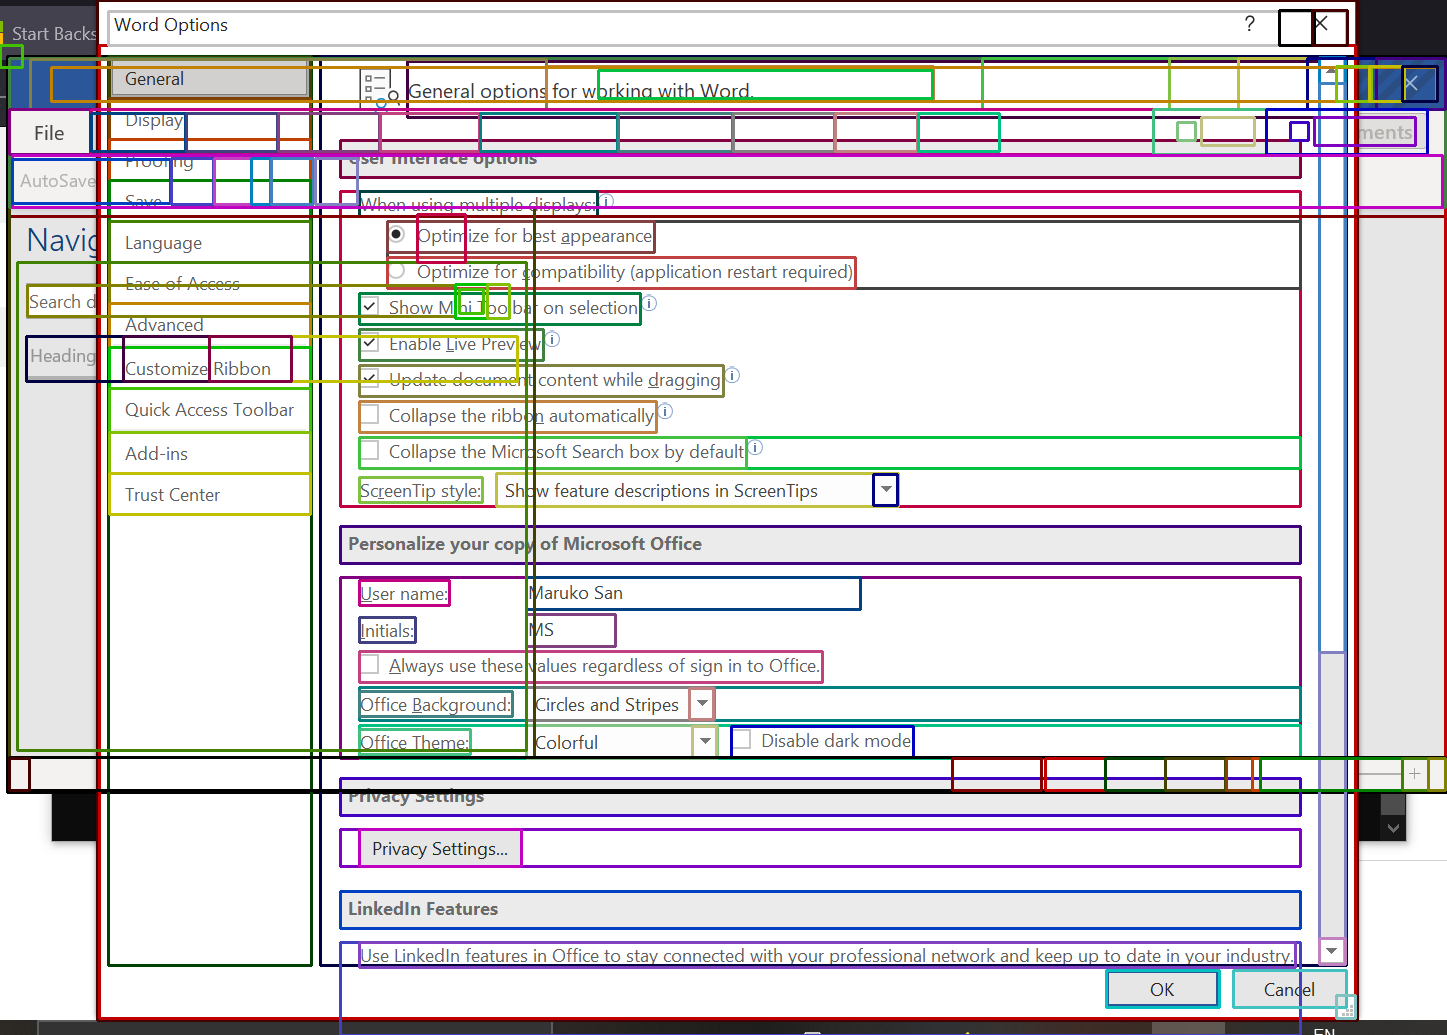 Word Options
?
Start Backs
General
General options for working with Word.
Display
File
ments
Proofing
User Interface options
AutoSave
Save
When using multiple displays:
Navig
Language
Optimize for best appearance
Ease of Access
Optimize for compatibility (application restart required)
Search d
Show Mini Toolbar on selection
Advanced
Enable Live Preview
Heading
Customize Ribbon
Update document content while dragging
Quick Access Toolbar
Collapse the ribbon automatically
Add-ins
Collapse the Microsoft Search box by default
Trust Center
ScreenTip style:
Show feature descriptions in ScreenTips
Personalize your copy of Microsoft Office
User name:
Maruko San
Initials:
MS
Always use these values regardless of sign in to Office.
Office Background:
Circles and Stripes
Office Theme:
Colorful
Disable dark mode
Privacy Settings
Privacy Settings...
LinkedIn Features
Use LinkedIn features in Office to stay connected with your professional network and keep up to date in your industry.
OK
Cancel
EN